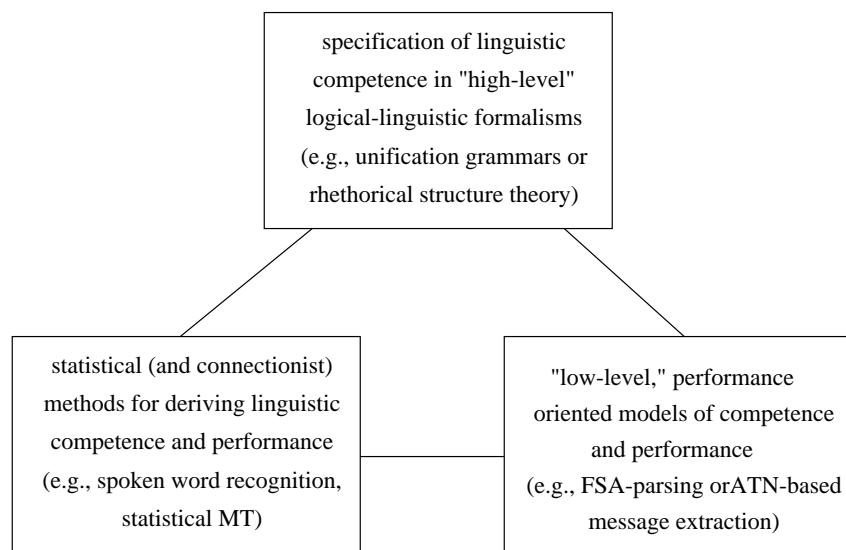 specification of linguistic
competence in "high-level"
logical-linguistic formalisms
(e.g., unification grammars or
rhethorical structure theory)
statistical (and connectionist)
methods for deriving linguistic
competence and performance
(e.g., spoken word recognition,
statistical MT)
"low-level," performance
oriented models of competence
and performance
(e.g., FSA-parsing orATN-based
message extraction)